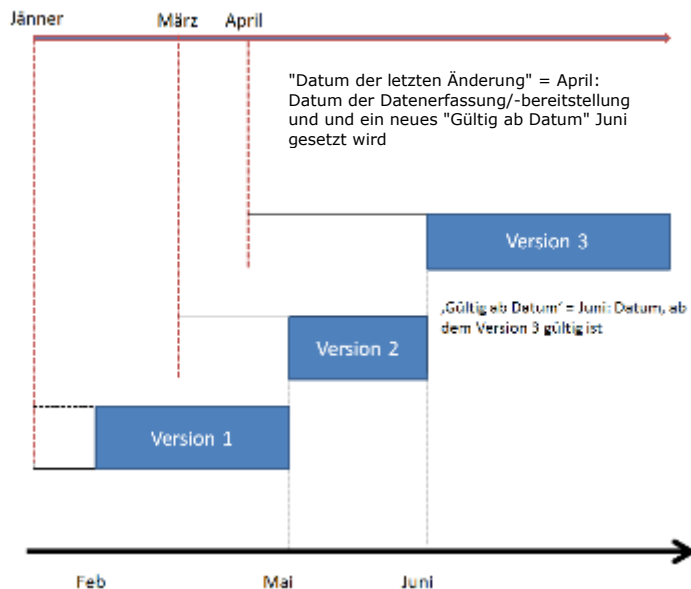 Jänner
März
April
"Datum der letzten Änderung" = April:
Datum der Datenerfassung/-bereitstellung
und und ein neues "Gültig ab Datum" Juni
gesetzt wird
Version 3
‚Gültig ab Datum‘ = Juni: Datum, ab
dem Version 3 gültig ist
Version 2
Version 1
Feb
Mai
Juni